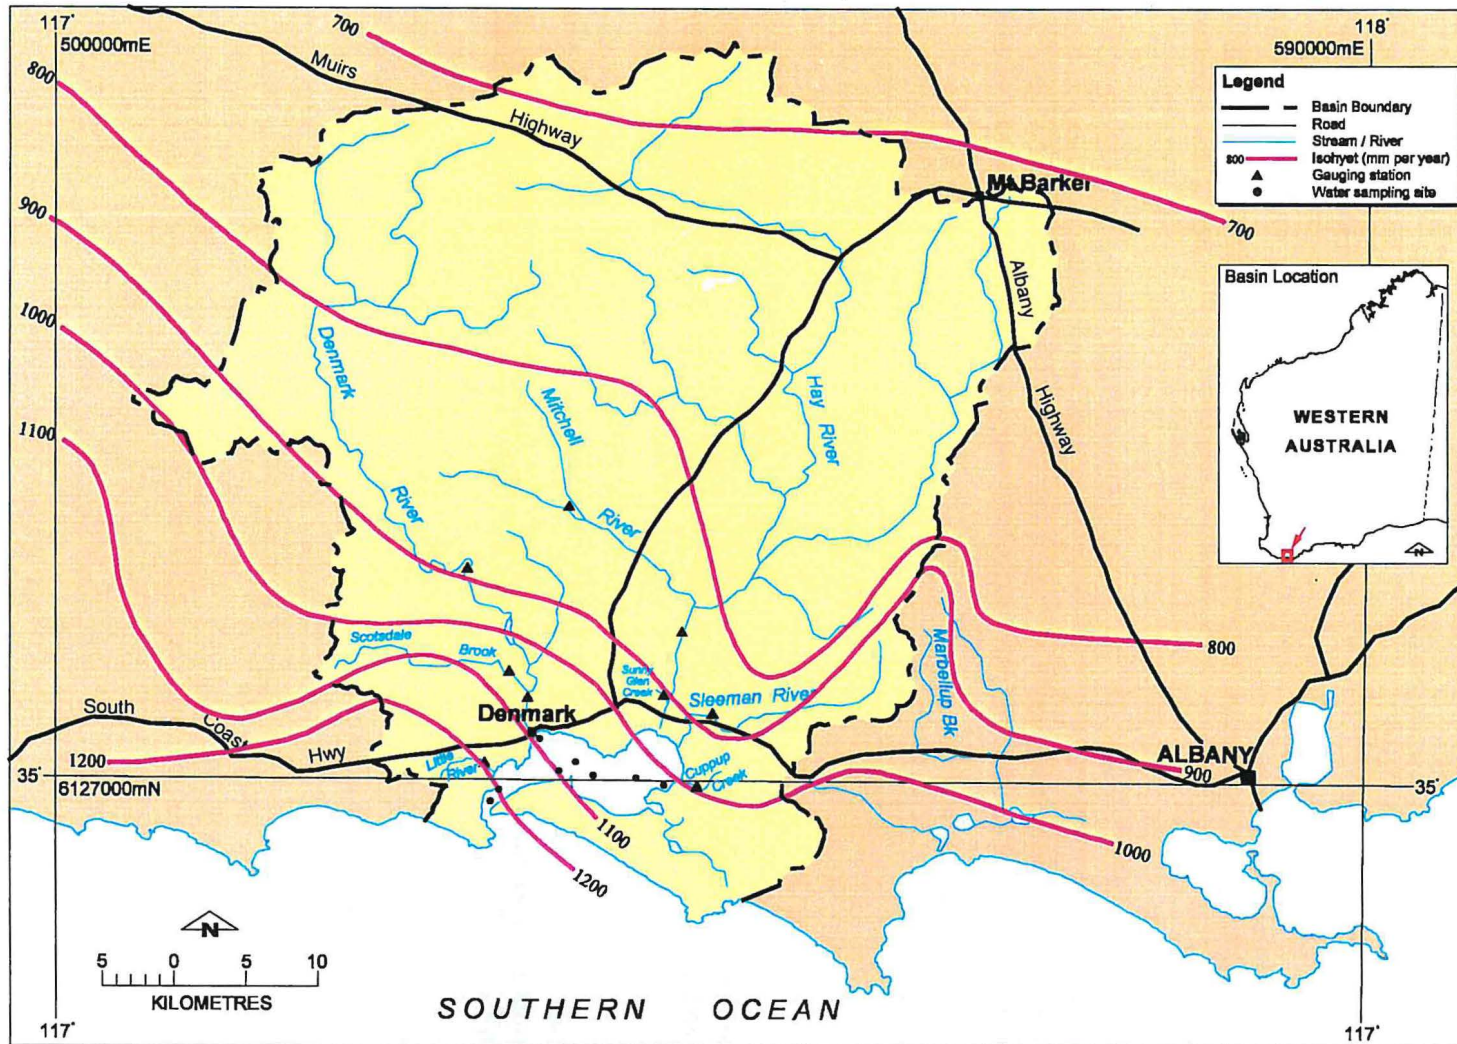 117°
118°
500000mE
590000mE
700
800
Muirs
Highway
Legend
Basin Boundary
Road
Stream / River
800 Isohyet (mm per year)
Gauging station
Water sampling site
Mt Barker
900
700
Albany
Highway
Basin Location
WESTERN
AUSTRALIA
N
1000
Denmark
River
Mitchell
River
Hay
River
1100
Scotsdale
Brook
Sunny
Glen
Creek
Sleeman River
Marbellup Bk
800
South
Coast
Hwy
Denmark
ALBANY
1200
Little
River
Cuppup
Creek
900
35°
35°
6127000mN
1100
1000
1200
N
5 0 5 10
KILOMETRES
SOUTHERN OCEAN
117°
117°